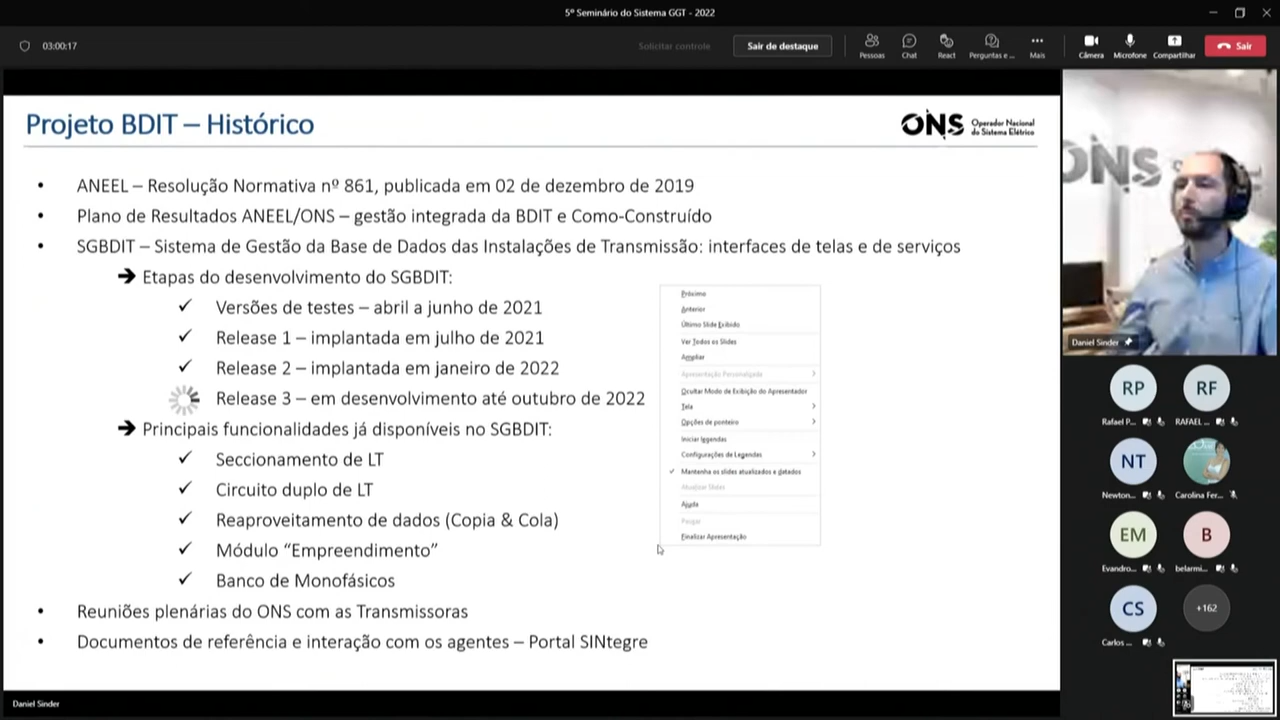 5º Seminário do Sistema GGT - 2022
03:00:17
Solicitar controle
Sair de destaque
Pessoas
Chat
React
Perguntas e ...
Mais
Câmera
Microfone
Compartilhar
Sair
Projeto BDIT – Histórico
ONS Operador Nacional
do Sistema Elétrico
• ANEEL – Resolução Normativa nº 861, publicada em 02 de dezembro de 2019
• Plano de Resultados ANEEL/ONS – gestão integrada da BDIT e Como-Construído
• SGBDIT – Sistema de Gestão da Base de Dados das Instalações de Transmissão: interfaces de telas e de serviços
➔ Etapas do desenvolvimento do SGBDIT:
✓ Versões de testes – abril a junho de 2021
✓ Release 1 – implantada em julho de 2021
✓ Release 2 – implantada em janeiro de 2022
Release 3 – em desenvolvimento até outubro de 2022
➔ Principais funcionalidades já disponíveis no SGBDIT:
✓ Seccionamento de LT
✓ Circuito duplo de LT
✓ Reaproveitamento de dados (Copia & Cola)
✓ Módulo “Empreendimento”
✓ Banco de Monofásicos
• Reuniões plenárias do ONS com as Transmissoras
• Documentos de referência e interação com os agentes – Portal SINtegre
Próximo
Anterior
Último Slide Exibido
Ver Todos os Slides
Ampliar
Apresentação Personalizada
Ocultar Modo de Exibição do Apresentador
Tela
Opções de ponteiro
Iniciar legendas
Configurações de Legendas
✓ Mantenha os slides atualizados e datados
Atualizar Slides
Ajuda
Pausar
Finalizar Apresentação
ONS
Daniel Sinder
RP
RF
Rafael P...
RAFAEL ...
NT
Newton...
Carolina Fer...
EM
B
Evandro...
belarmi...
CS
+162
Carlos ...
Daniel Sinder